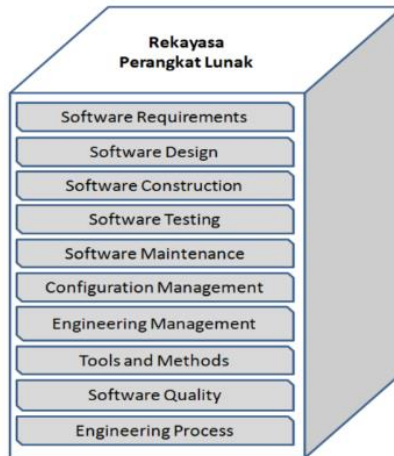 Rekayasa
Perangkat Lunak
Software Requirements
Software Design
Software Construction
Software Testing
Software Maintenance
Configuration Management
Engineering Management
Tools and Methods
Software Quality
Engineering Process